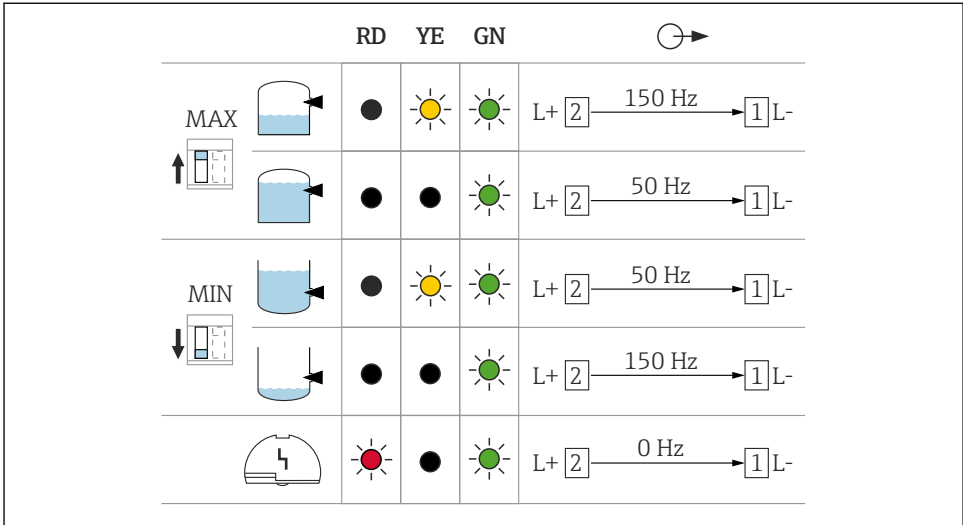 RD YE GN
MAX
L+ 2 150 Hz 1 L-
L+ 2 50 Hz 1 L-
MIN
L+ 2 50 Hz 1 L-
L+ 2 150 Hz 1 L-
L+ 2 0 Hz 1 L-